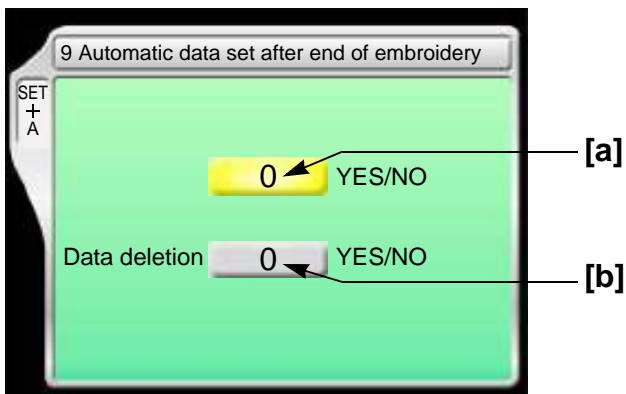 9 Automatic data set after end of embroidery
SET
+
A
0 YES/NO
[a]
Data deletion 0 YES/NO
[b]